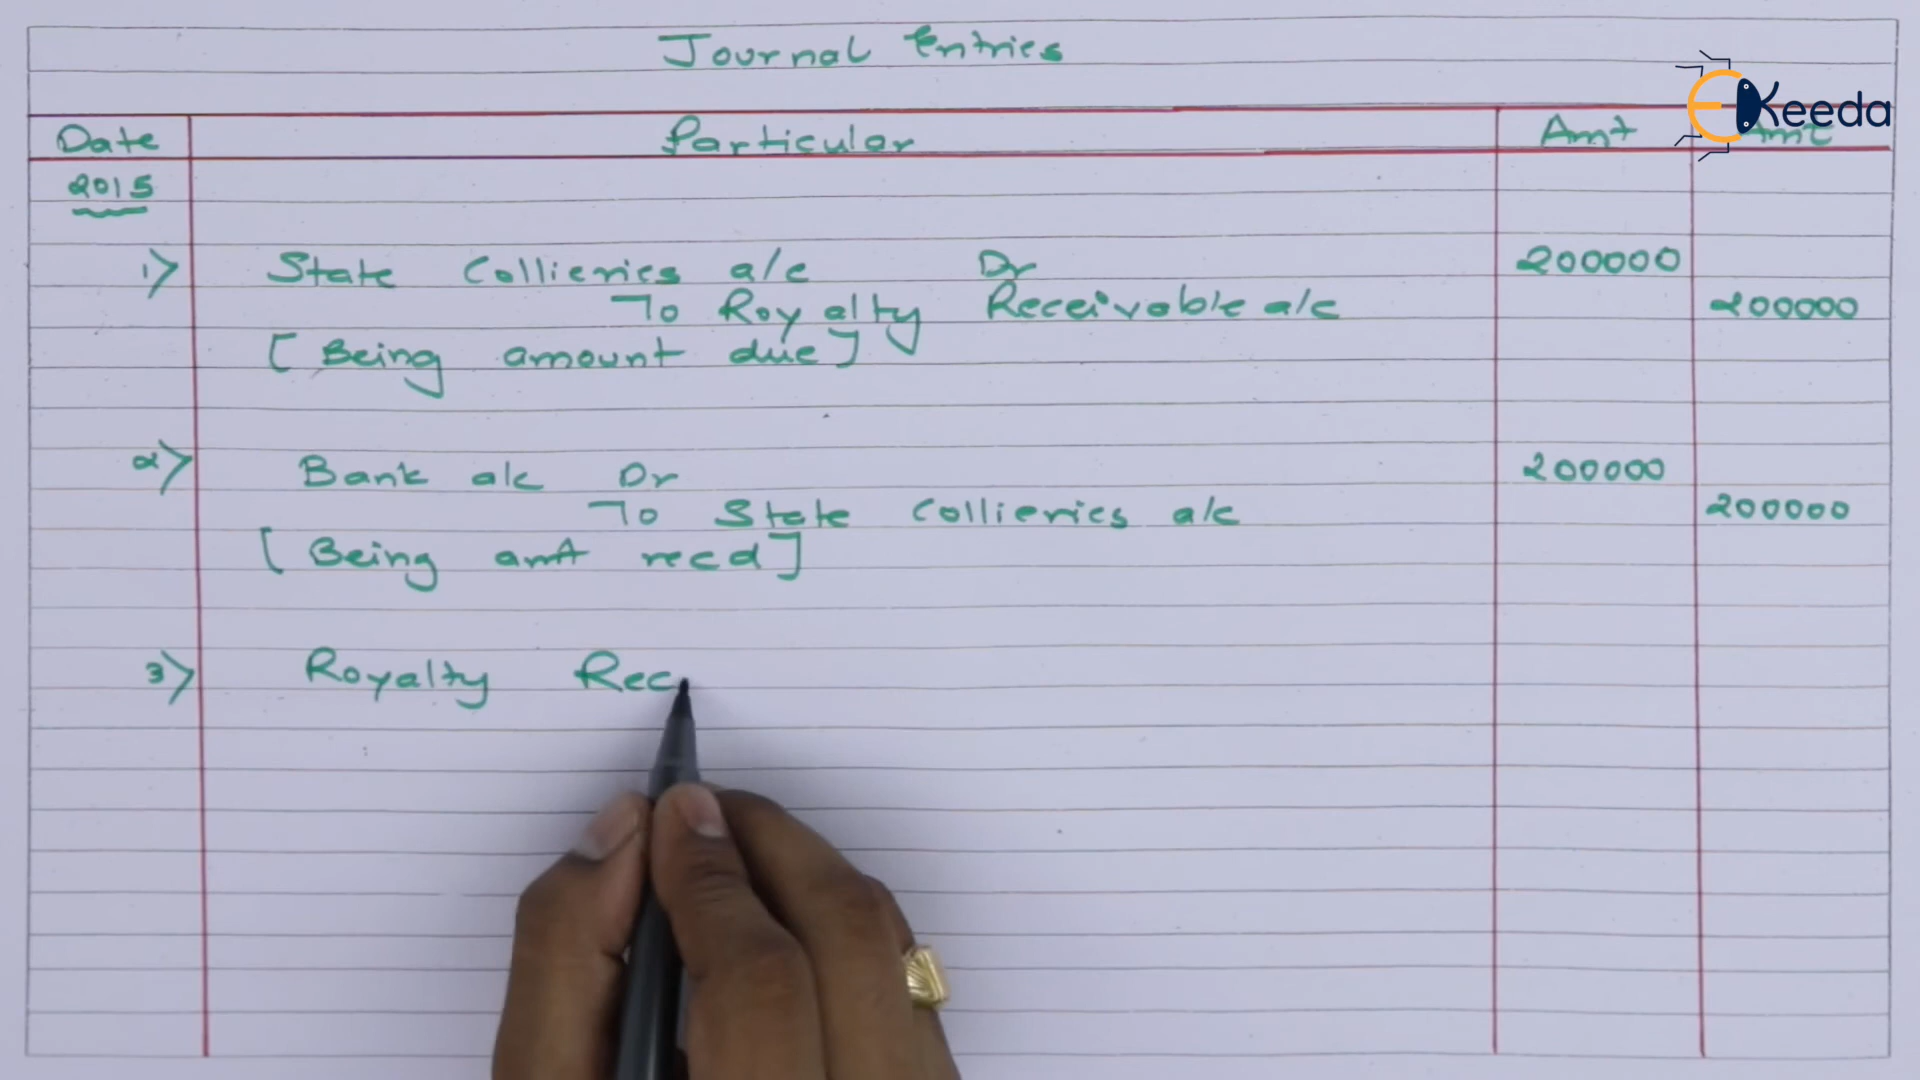 Journal Entries
EKeeda
Date Particular Amt Amt
2015
1) State Collieries a/c Dr 200000
To Royalty Receivable a/c 200000
[Being amount due]
2) Bank a/c Dr 200000
To State Collieries a/c 200000
[Being amt recd]
3) Royalty Rec